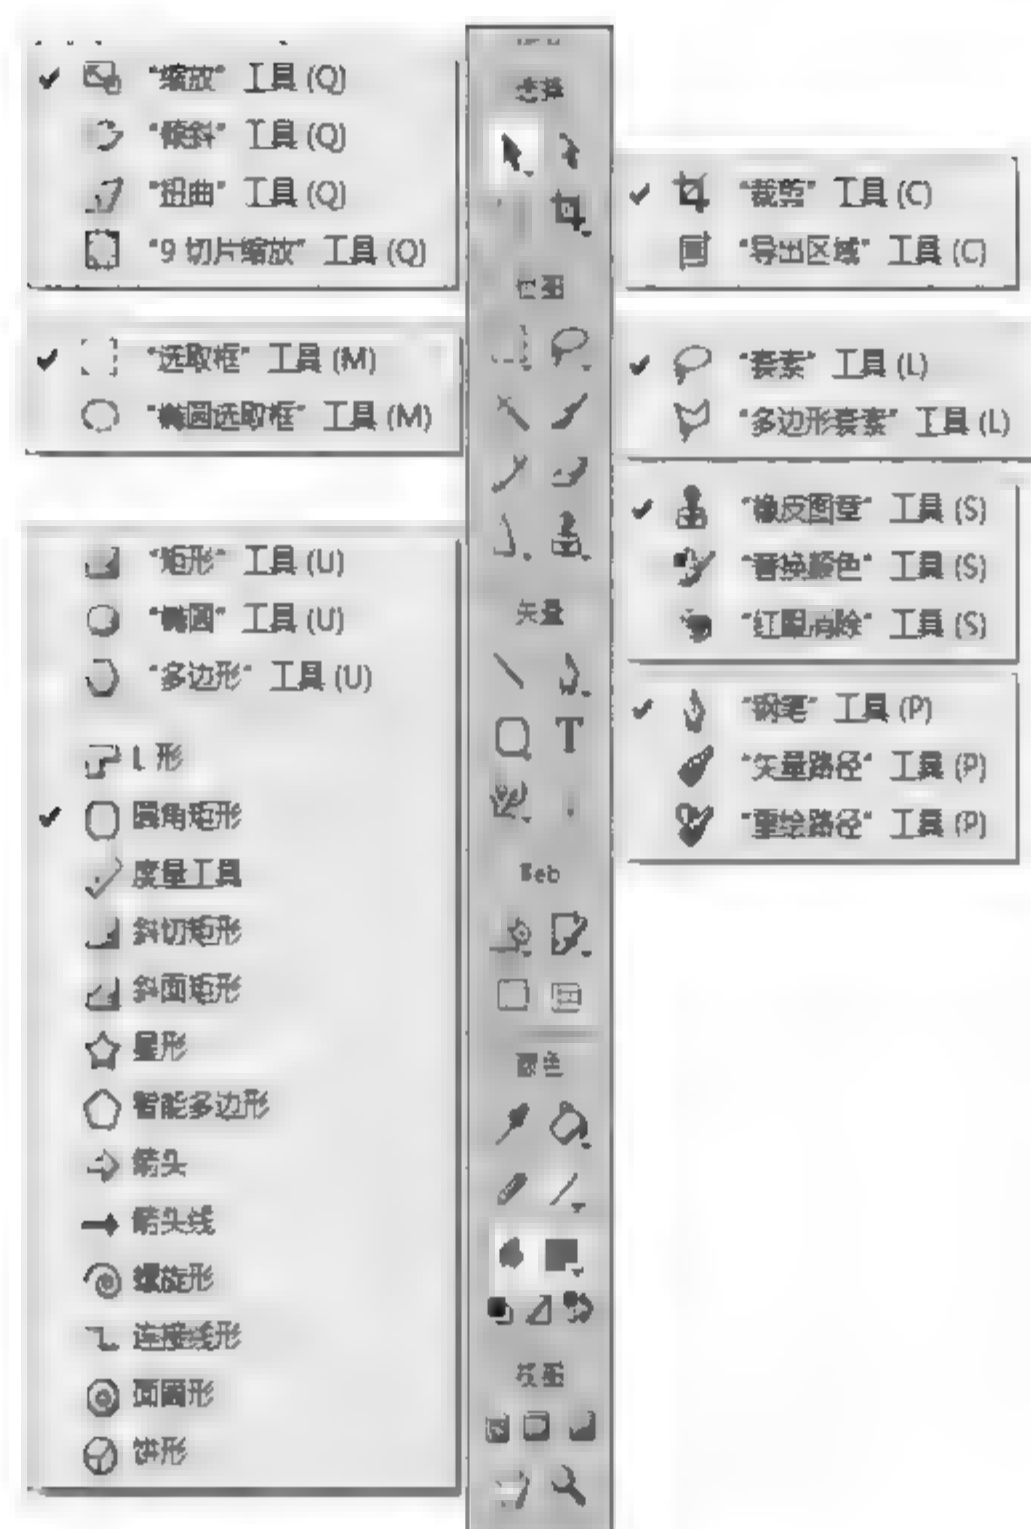 "缩放" 工具 (Q)
"倾斜" 工具 (Q)
"扭曲" 工具 (Q)
"9 切片缩放" 工具 (Q)
"选取框" 工具 (M)
"椭圆选取框" 工具 (M)
"矩形" 工具 (U)
"椭圆" 工具 (U)
"多边形" 工具 (U)
L 形
圆角矩形
度量工具
斜切矩形
斜面矩形
星形
智能多边形
箭头
箭头线
螺旋形
连接线形
面圈形
饼形
选择
位图
矢量
Web
颜色
视图
"裁剪" 工具 (C)
"导出区域" 工具 (C)
"套索" 工具 (L)
"多边形套索" 工具 (L)
"橡皮图章" 工具 (S)
"替换颜色" 工具 (S)
"红眼消除" 工具 (S)
"钢笔" 工具 (P)
"矢量路径" 工具 (P)
"重绘路径" 工具 (P)